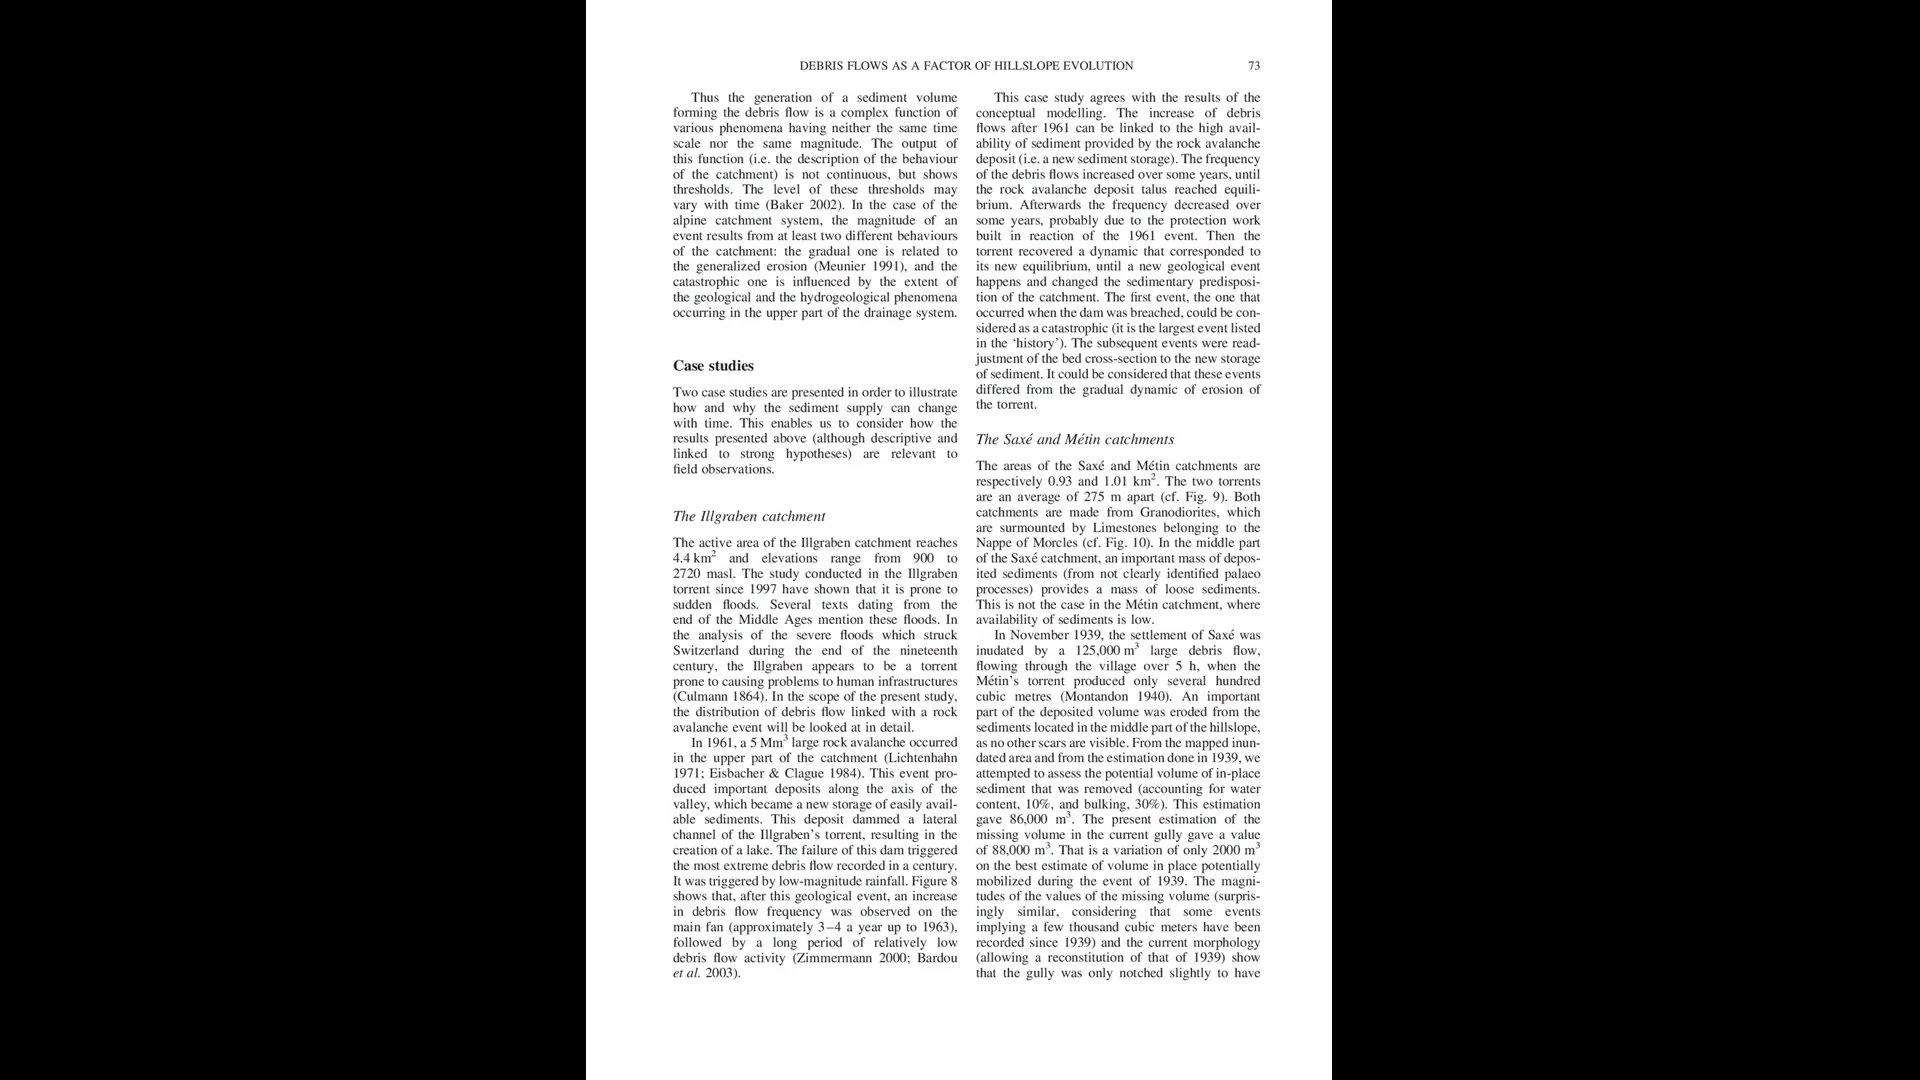 DEBRIS FLOWS AS A FACTOR OF HILLSLOPE EVOLUTION 73
Thus the generation of a sediment volume
forming the debris flow is a complex function of
various phenomena having neither the same time
scale nor the same magnitude. The output of
this function (i.e. the description of the behaviour
of the catchment) is not continuous, but shows
thresholds. The level of these thresholds may
vary with time (Baker 2002). In the case of the
alpine catchment system, the magnitude of an
event results from at least two different behaviours
of the catchment: the gradual one is related to
the generalized erosion (Meunier 1991), and the
catastrophic one is influenced by the extent of
the geological and the hydrogeological phenomena
occurring in the upper part of the drainage system.
Case studies
Two case studies are presented in order to illustrate
how and why the sediment supply can change
with time. This enables us to consider how the
results presented above (although descriptive and
linked to strong hypotheses) are relevant to
field observations.
The Illgraben catchment
The active area of the Illgraben catchment reaches
4.4 km² and elevations range from 900 to
2720 masl. The study conducted in the Illgraben
torrent since 1997 have shown that it is prone to
sudden floods. Several texts dating from the
end of the Middle Ages mention these floods. In
the analysis of the severe floods which struck
Switzerland during the end of the nineteenth
century, the Illgraben appears to be a torrent
prone to causing problems to human infrastructures
(Culmann 1864). In the scope of the present study,
the distribution of debris flow linked with a rock
avalanche event will be looked at in detail.
In 1961, a 5 Mm³ large rock avalanche occurred
in the upper part of the catchment (Lichtenhahn
1971; Eisbacher & Clague 1984). This event pro-
duced important deposits along the axis of the
valley, which became a new storage of easily avail-
able sediments. This deposit dammed a lateral
channel of the Illgraben's torrent, resulting in the
creation of a lake. The failure of this dam triggered
the most extreme debris flow recorded in a century.
It was triggered by low-magnitude rainfall. Figure 8
shows that, after this geological event, an increase
in debris flow frequency was observed on the
main fan (approximately 3–4 a year up to 1963),
followed by a long period of relatively low
debris flow activity (Zimmermann 2000; Bardou
et al. 2003).
This case study agrees with the results of the
conceptual modelling. The increase of debris
flows after 1961 can be linked to the high avail-
ability of sediment provided by the rock avalanche
deposit (i.e. a new sediment storage). The frequency
of the debris flows increased over some years, until
the rock avalanche deposit talus reached equili-
brium. Afterwards the frequency decreased over
some years, probably due to the protection work
built in reaction of the 1961 event. Then the
torrent recovered a dynamic that corresponded to
its new equilibrium, until a new geological event
happens and changed the sedimentary predisposi-
tion of the catchment. The first event, the one that
occurred when the dam was breached, could be con-
sidered as a catastrophic (it is the largest event listed
in the 'history'). The subsequent events were read-
justment of the bed cross-section to the new storage
of sediment. It could be considered that these events
differed from the gradual dynamic of erosion of
the torrent.
The Saxé and Métin catchments
The areas of the Saxé and Métin catchments are
respectively 0.93 and 1.01 km². The two torrents
are an average of 275 m apart (cf. Fig. 9). Both
catchments are made from Granodiorites, which
are surmounted by Limestones belonging to the
Nappe of Morcles (cf. Fig. 10). In the middle part
of the Saxé catchment, an important mass of depos-
ited sediments (from not clearly identified palaeo
processes) provides a mass of loose sediments.
This is not the case in the Métin catchment, where
availability of sediments is low.
In November 1939, the settlement of Saxé was
inudated by a 125,000 m³ large debris flow,
flowing through the village over 5 h, when the
Métin's torrent produced only several hundred
cubic metres (Montandon 1940). An important
part of the deposited volume was eroded from the
sediments located in the middle part of the hillslope,
as no other scars are visible. From the mapped inun-
dated area and from the estimation done in 1939, we
attempted to assess the potential volume of in-place
sediment that was removed (accounting for water
content, 10%, and bulking, 30%). This estimation
gave 86,000 m³. The present estimation of the
missing volume in the current gully gave a value
of 88,000 m³. That is a variation of only 2000 m³
on the best estimate of volume in place potentially
mobilized during the event of 1939. The magni-
tudes of the values of the missing volume (surpris-
ingly similar, considering that some events
implying a few thousand cubic meters have been
recorded since 1939) and the current morphology
(allowing a reconstitution of that of 1939) show
that the gully was only notched slightly to have